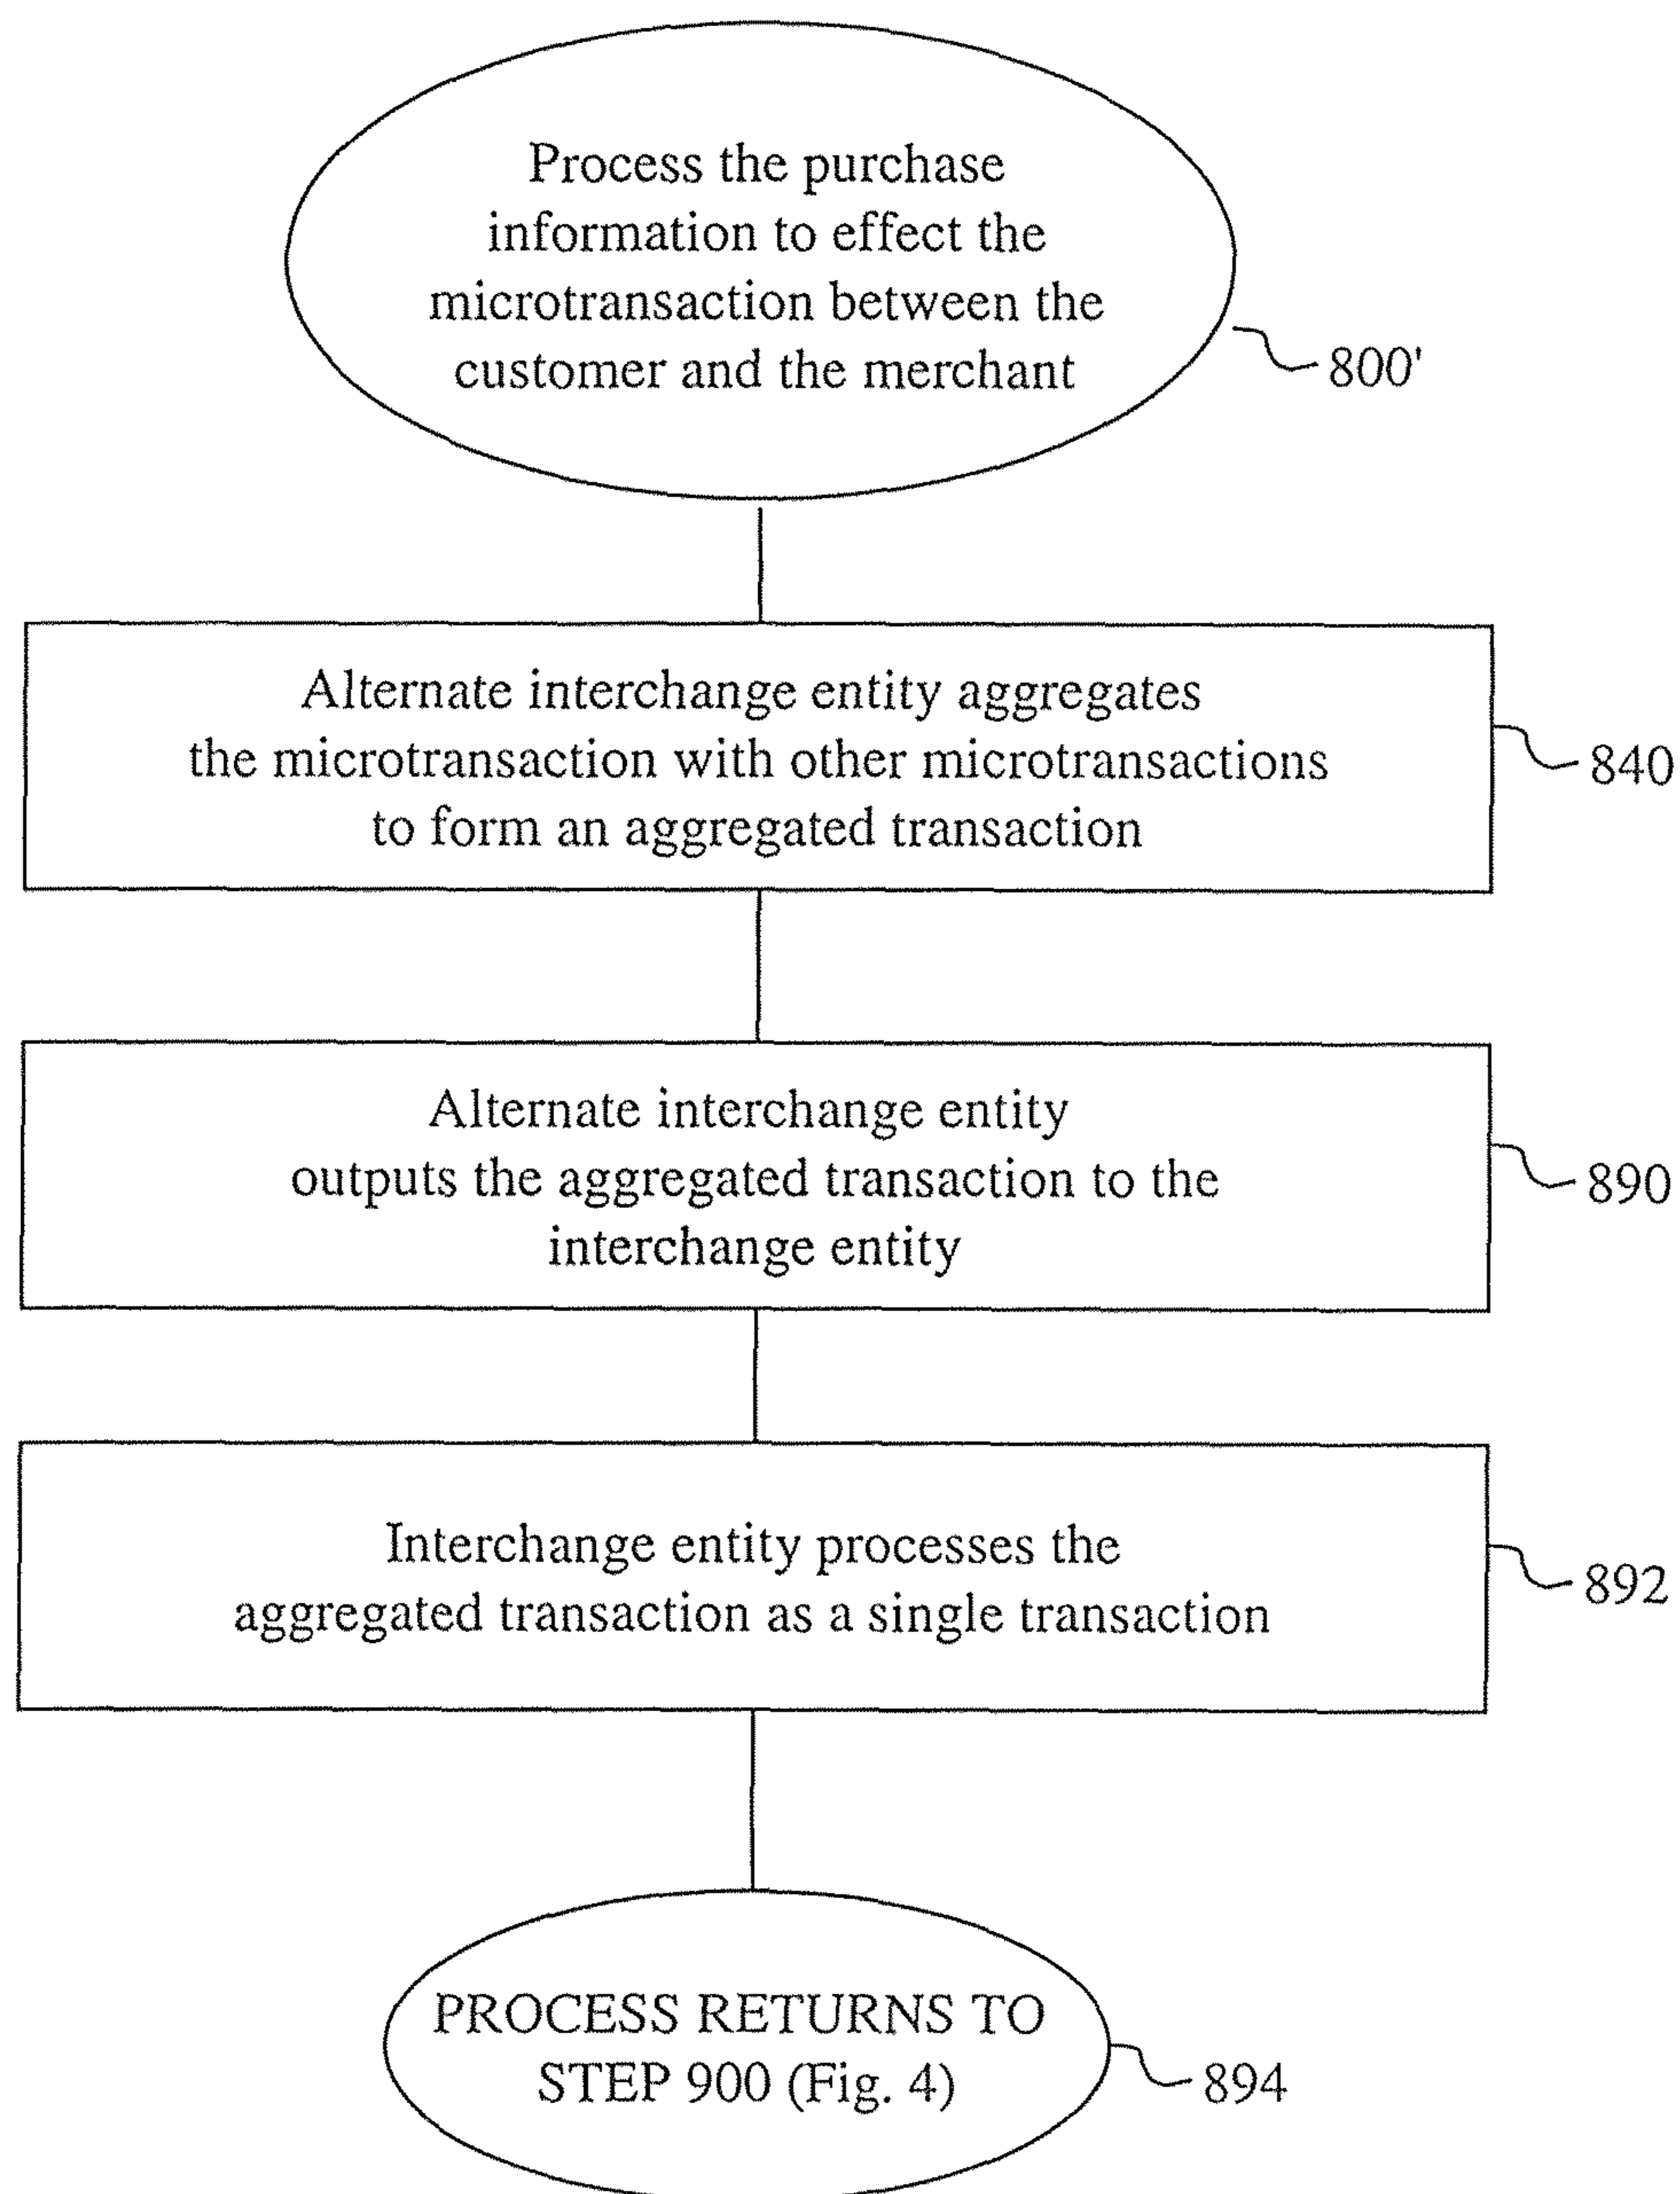 Process the purchase
information to effect the
microtransaction between the
customer and the merchant
800'
Alternate interchange entity aggregates
the microtransaction with other microtransactions
to form an aggregated transaction
840
Alternate interchange entity
outputs the aggregated transaction to the
interchange entity
890
Interchange entity processes the
aggregated transaction as a single transaction
892
PROCESS RETURNS TO
STEP 900 (Fig. 4)
894